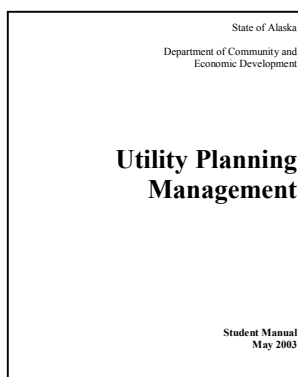 State of Alaska
Department of Community and
Economic Development
Utility Planning
Management
Student Manual
May 2003